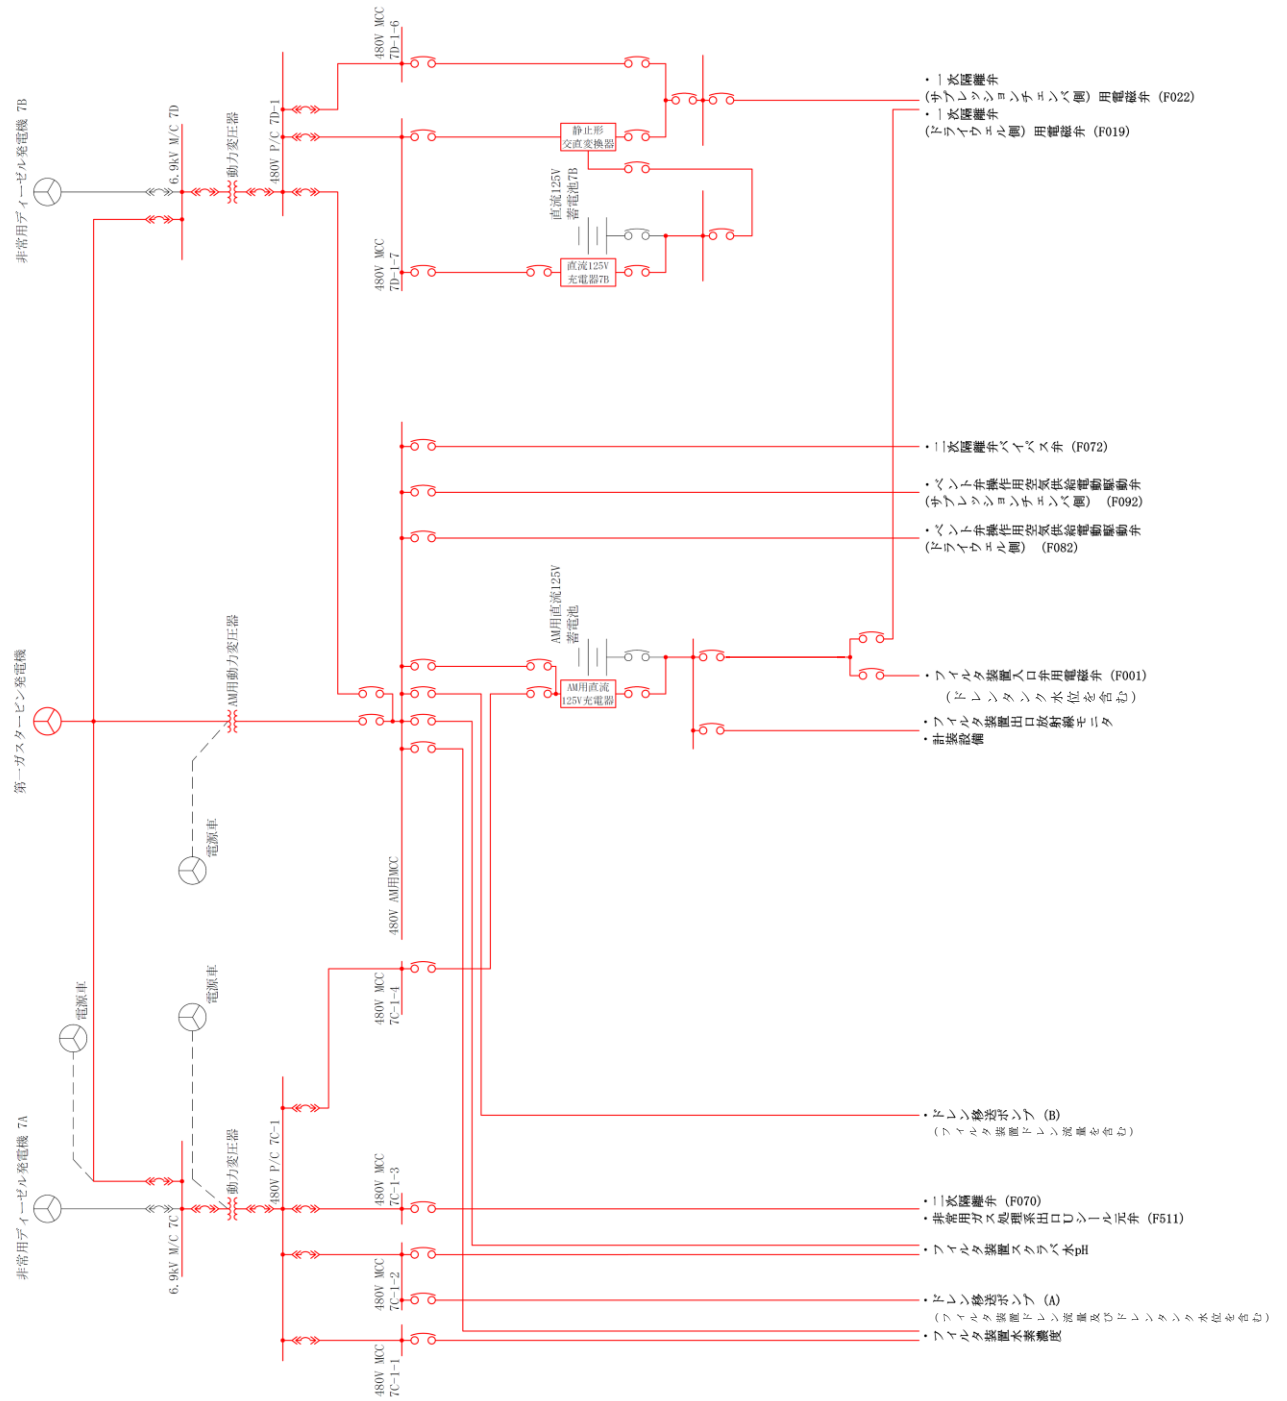 非常用ディーゼル発電機 7B
6.9kV M/C 7D
動力変圧器
480V P/C 7D-1
480V MCC
7D-1-6
静止形
交直変換器
直流125V
蓄電池7B
480V MCC
7D-1-7
直流125V
充電器7B
・一次隔離弁
(サプレッションチェンバ側) 用電磁弁 (F022)
・一次隔離弁
(ドライウェル側) 用電磁弁 (F019)
・二次隔離弁バイパス弁 (F072)
・ベント弁操作用空気供給電動駆動弁
(サプレッションチェンバ側) (F092)
・ベント弁操作用空気供給電動駆動弁
(ドライウェル側) (F082)
第一ガスタービン発電機
AM用動力変圧器
電源車
480V AM用MCC
AM用直流125V
蓄電池
AM用直流
125V充電器
・フィルタ装置入口弁用電磁弁 (F001)
(ドレンタンク水位を含む)
・フィルタ装置出口放射線モニタ
・計装設備
電源車
電源車
480V MCC
7C-1-4
非常用ディーゼル発電機 7A
6.9kV M/C 7C
動力変圧器
480V P/C 7C-1
480V MCC
7C-1-3
480V MCC
7C-1-2
480V MCC
7C-1-1
・ドレン移送ポンプ (B)
(フィルタ装置ドレン流量を含む)
・二次隔離弁 (F070)
・非常用ガス処理系出口Uシール元弁 (F511)
・フィルタ装置スクラバ水pH
・ドレン移送ポンプ (A)
(フィルタ装置ドレン流量及びドレンタンク水位を含む)
・フィルタ装置水素濃度